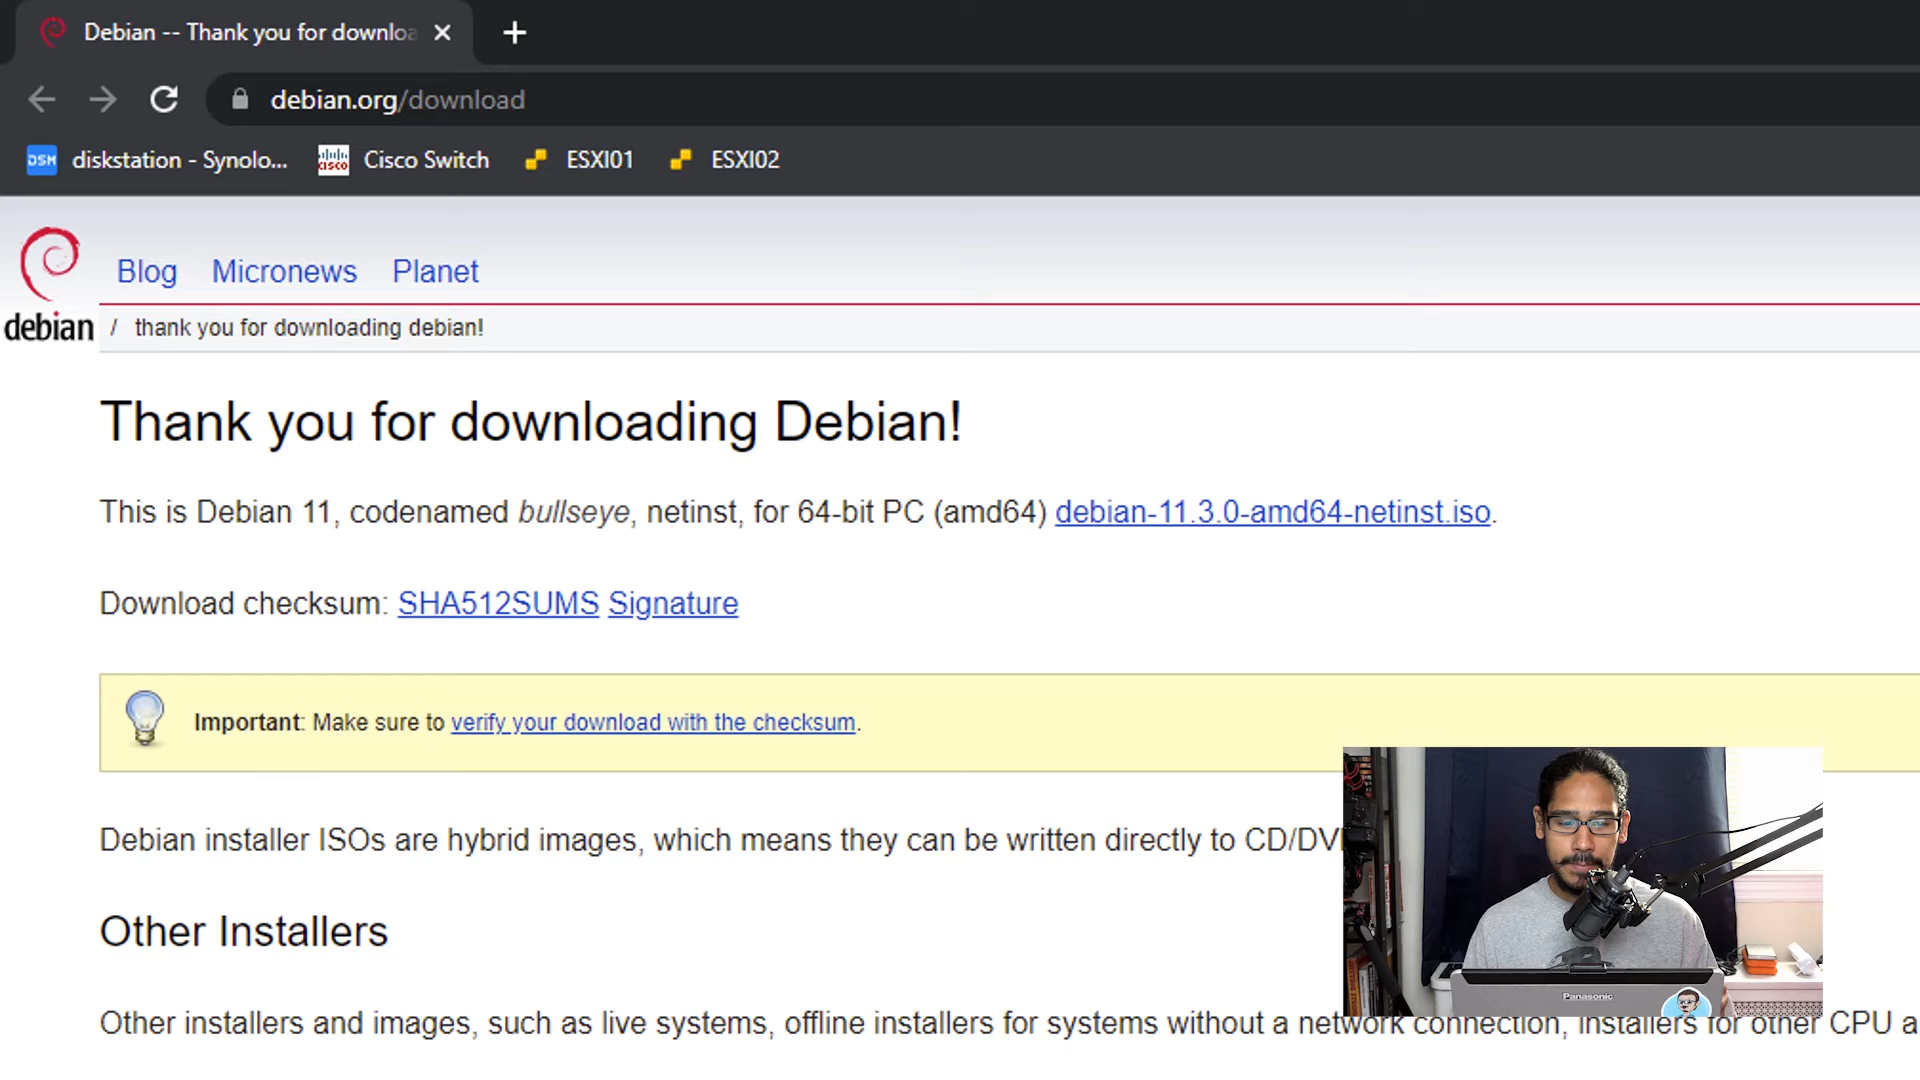 Debian -- Thank you for downloa
debian.org/download
DSM diskstation - Synolo... CISCO Cisco Switch ESXI01 ESXI02
Blog Micronews Planet
debian / thank you for downloading debian!
Thank you for downloading Debian!
This is Debian 11, codenamed bullseye, netinst, for 64-bit PC (amd64) debian-11.3.0-amd64-netinst.iso.
Download checksum: SHA512SUMS Signature
Important: Make sure to verify your download with the checksum.
Debian installer ISOs are hybrid images, which means they can be written directly to CD/DV
Other Installers
Panasonic
Other installers and images, such as live systems, offline installers for systems without a network connection, installers for other CPU a